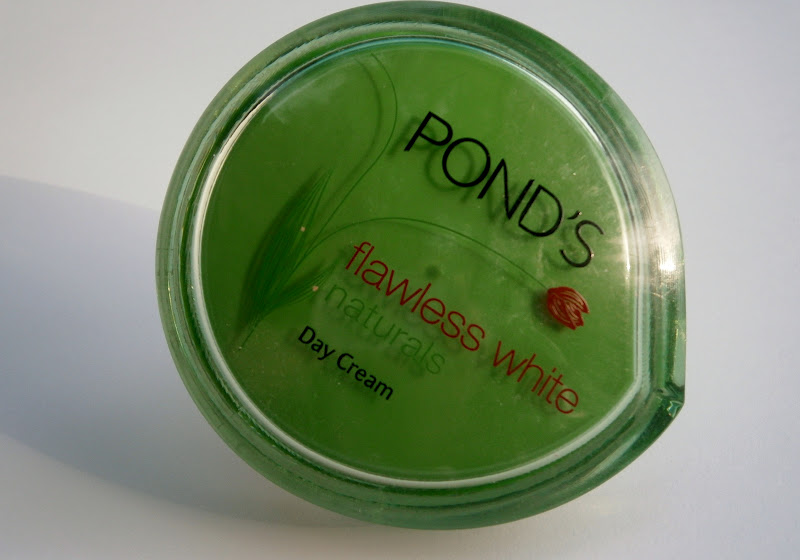 POND'S
flawless white
naturals
Day Cream